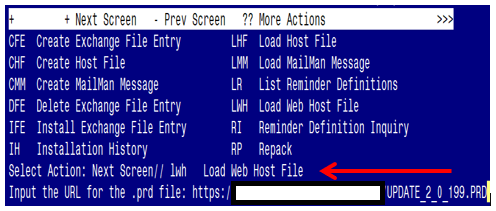 + + Next Screen - Prev Screen ?? More Actions >>>
CFE Create Exchange File Entry LHF Load Host File
CHF Create Host File LMM Load MailMan Message
CMM Create MailMan Message LR List Reminder Definitions
DFE Delete Exchange File Entry LWH Load Web Host File
IFE Install Exchange File Entry RI Reminder Definition Inquiry
IH Installation History RP Repack
Select Action: Next Screen// lwh Load Web Host File
Input the URL for the .prd file: https:/ /UPDATE_2_0_199.PRD